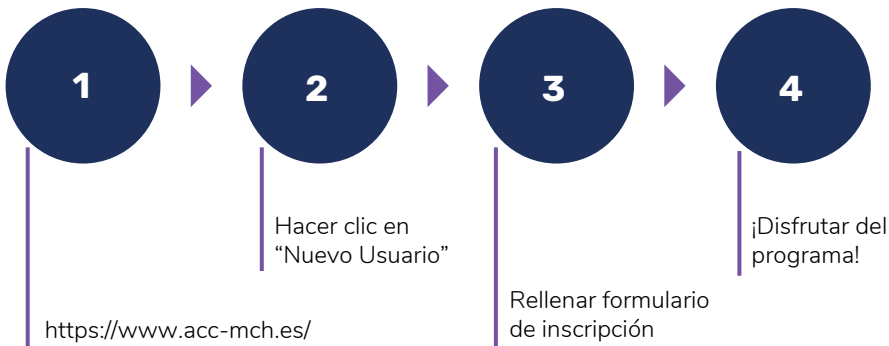 1
2
3
4
https://www.acc-mch.es/
Hacer clic en
“Nuevo Usuario”
Rellenar formulario
de inscripción
¡Disfrutar del
programa!